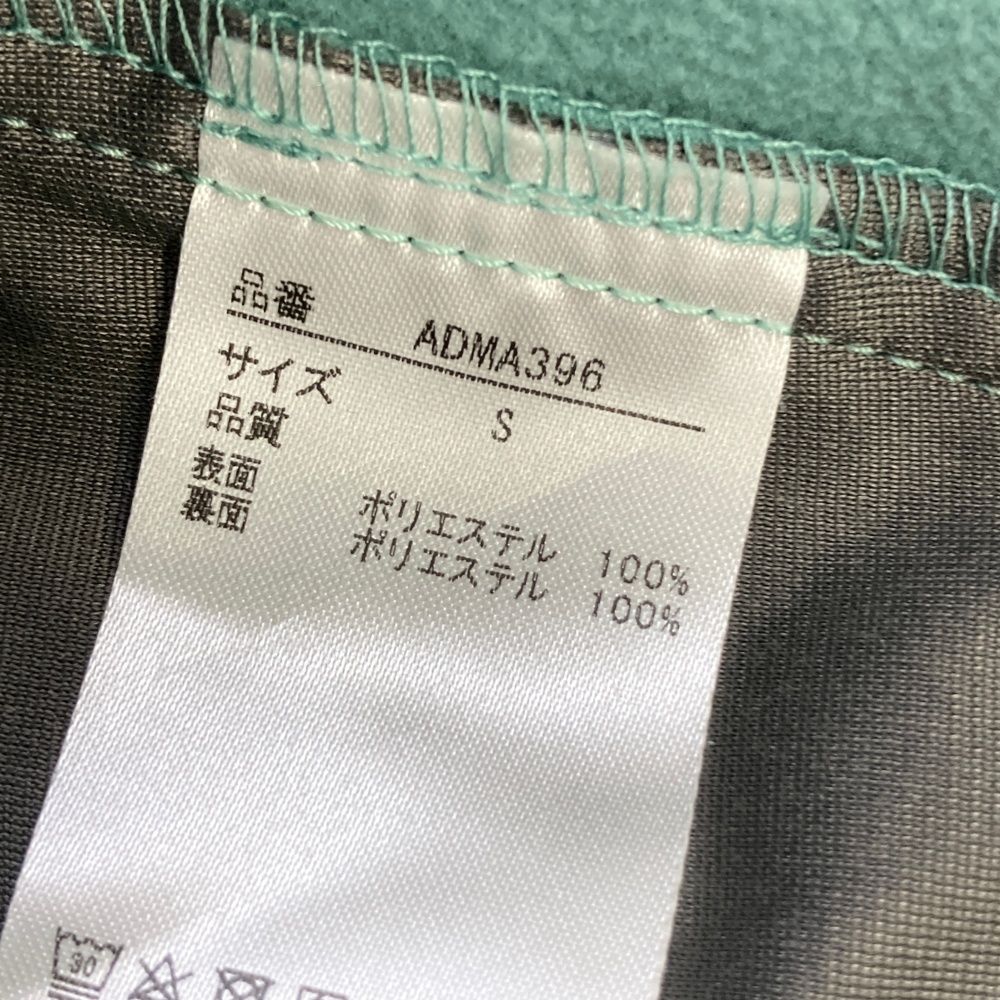 品番 ADMA396
サイズ S
品質
表面 ポリエステル 100%
裏面 ポリエステル 100%
30